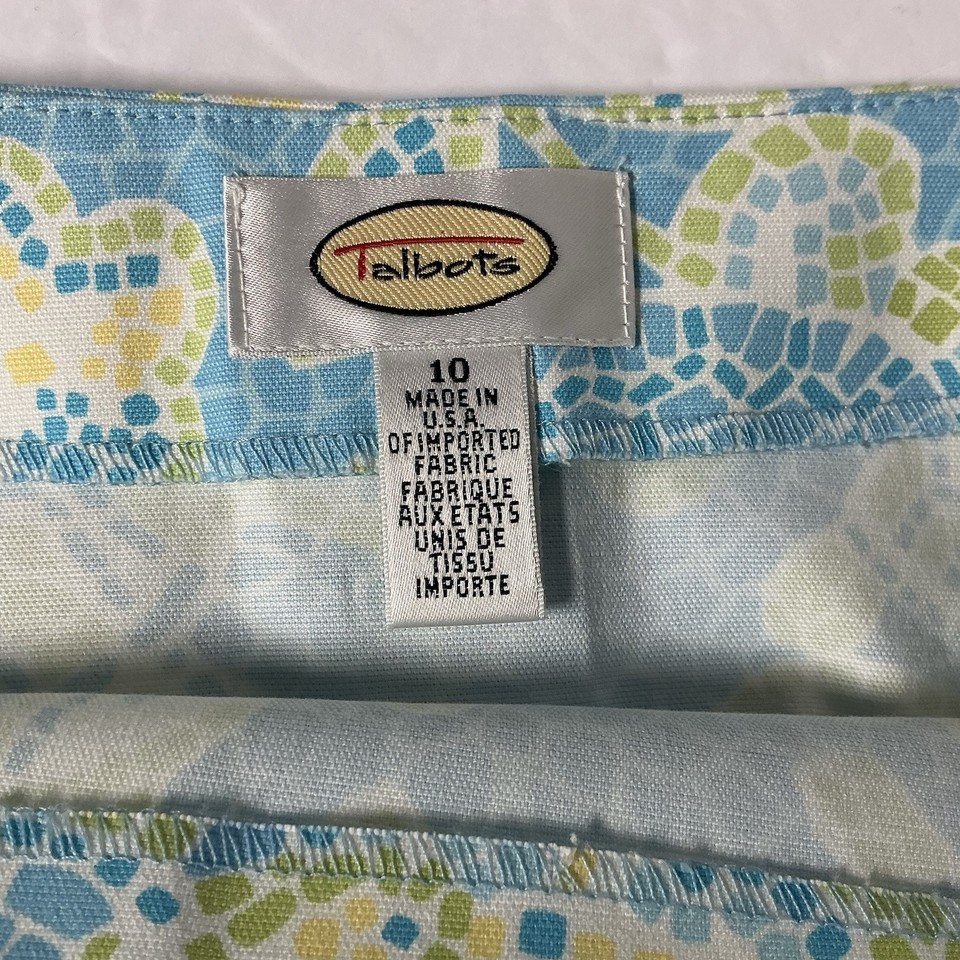 Talbots
10
MADE IN
U.S.A.
OF IMPORTED
FABRIC
FABRIQUE
AUX ETATS
UNIS DE
TISSU
IMPORTE